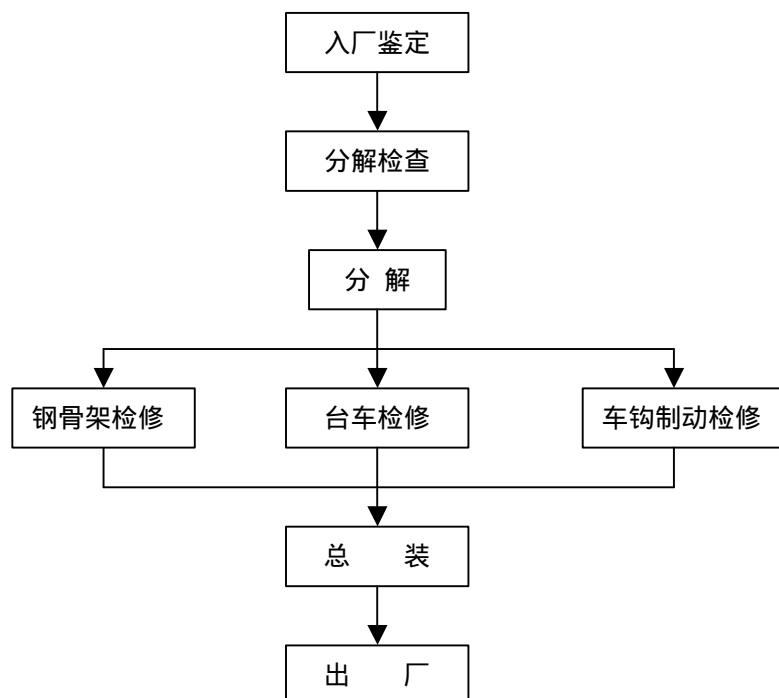 入厂鉴定
分解检查
分 解
钢骨架检修
台车检修
车钩制动检修
总 装
出 厂